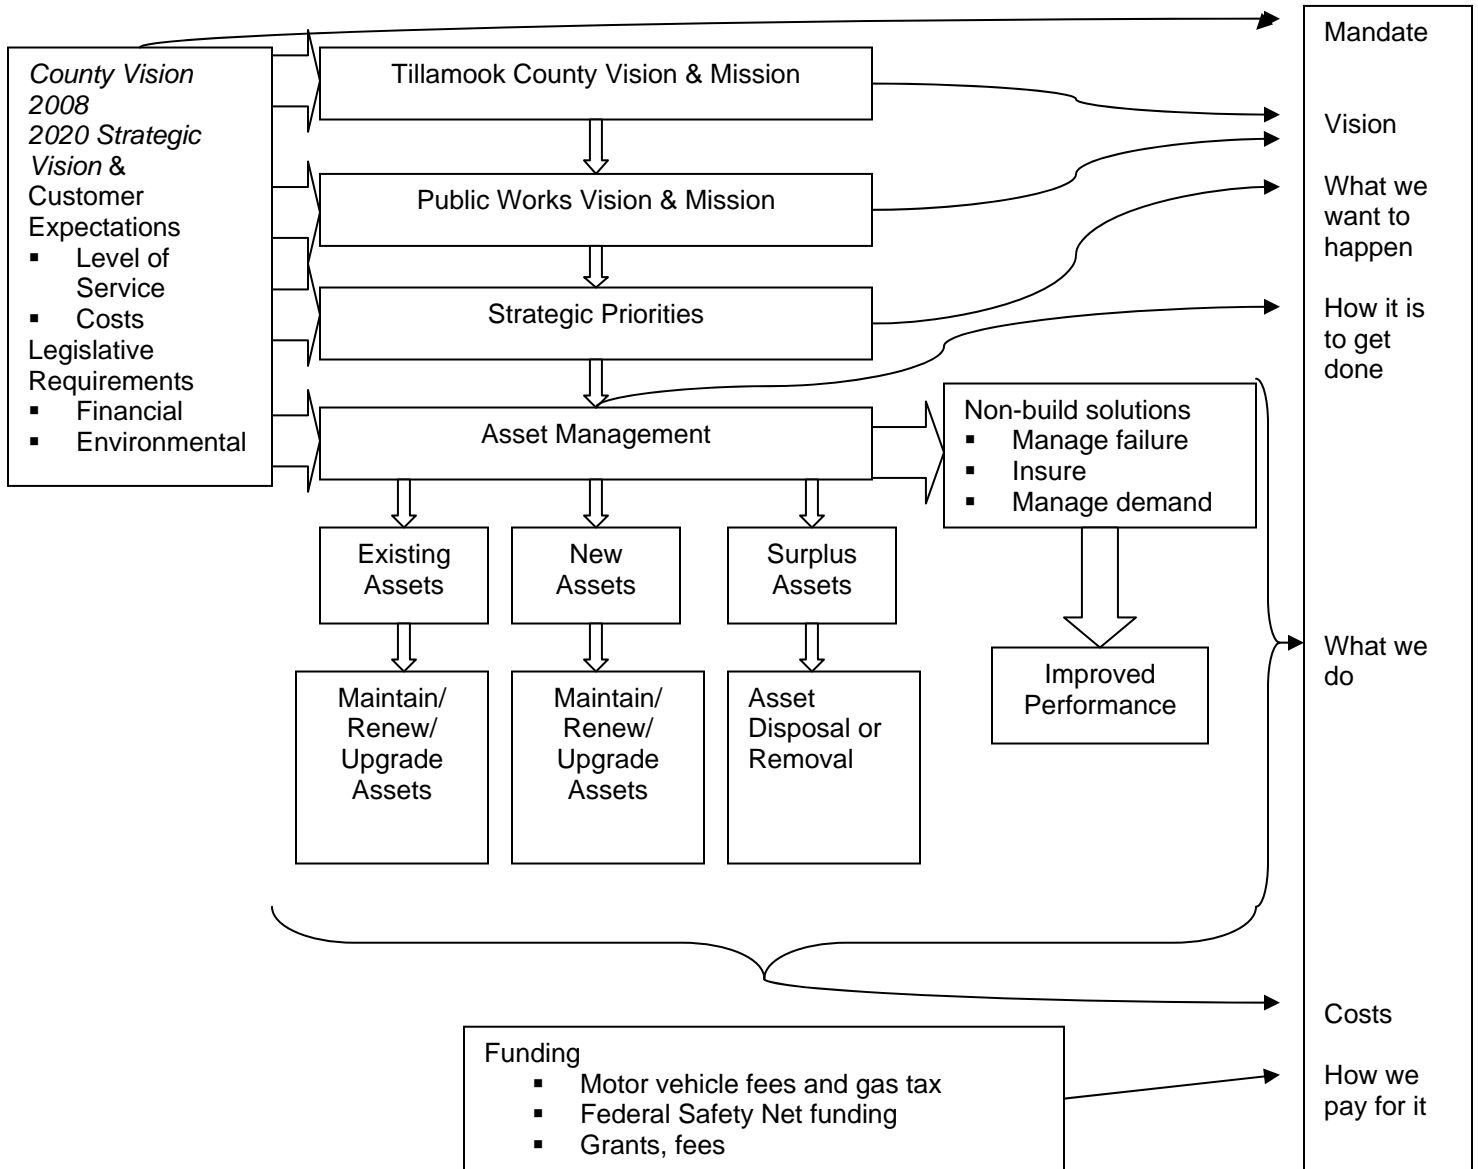 County Vision
2008
2020 Strategic
Vision &
Customer
Expectations
▪ Level of
Service
▪ Costs
Legislative
Requirements
▪ Financial
▪ Environmental
Tillamook County Vision & Mission
Public Works Vision & Mission
Strategic Priorities
Asset Management
Non-build solutions
▪ Manage failure
▪ Insure
▪ Manage demand
Existing
Assets
New
Assets
Surplus
Assets
Maintain/
Renew/
Upgrade
Assets
Maintain/
Renew/
Upgrade
Assets
Asset
Disposal or
Removal
Improved
Performance
Funding
▪ Motor vehicle fees and gas tax
▪ Federal Safety Net funding
▪ Grants, fees
Mandate
Vision
What we
want to
happen
How it is
to get
done
What we
do
Costs
How we
pay for it